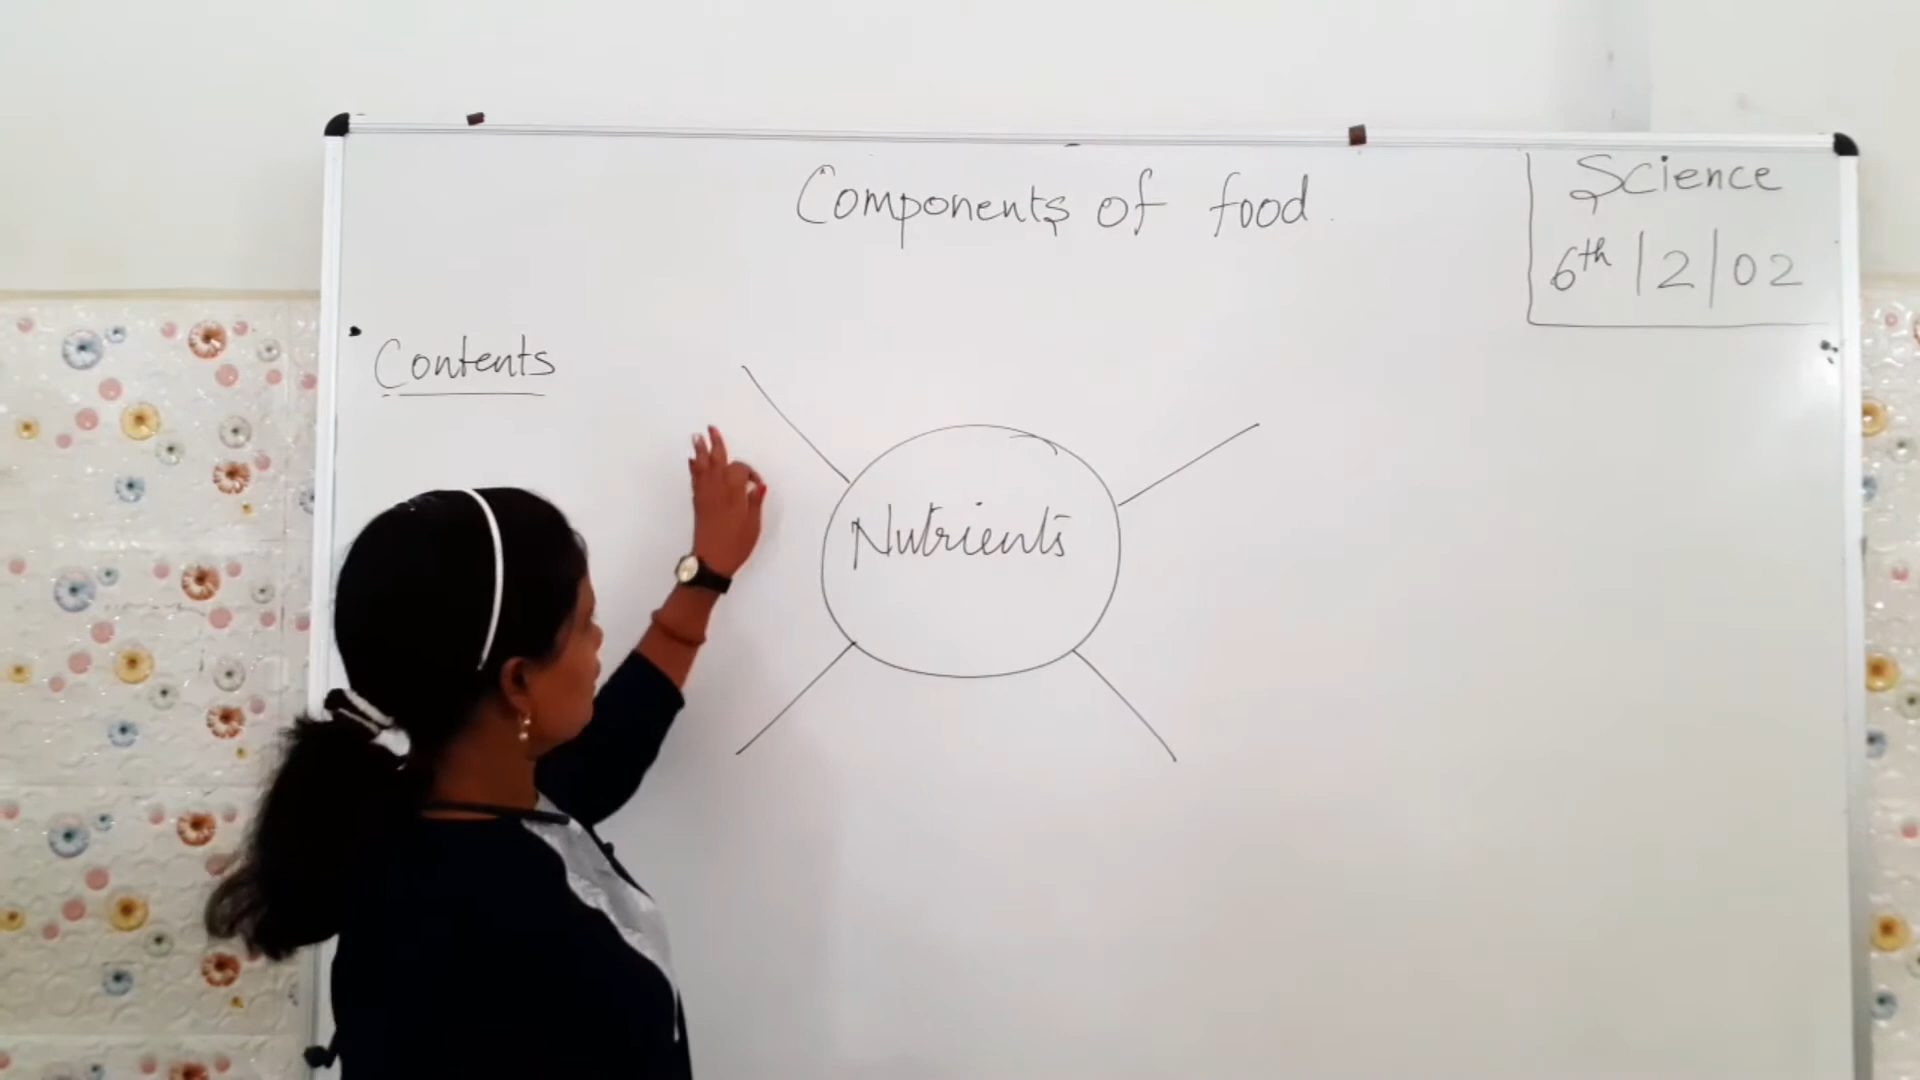 Components of food.
Science
6th | 2 | 02
Contents
Nutrients